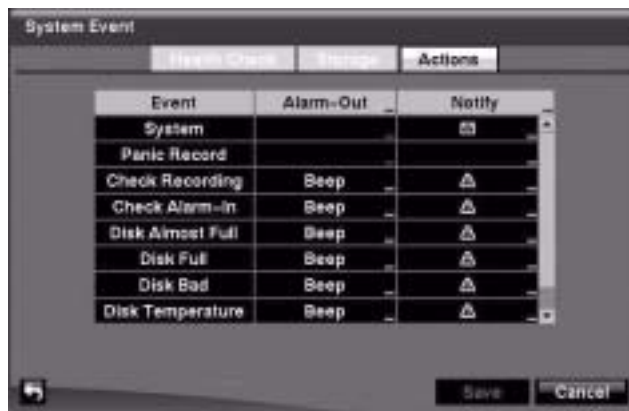 System Event
Health Check Storage Actions
Event Alarm-Out Notify
System
Panic Record
Check Recording Beep
Check Alarm-In Beep
Disk Almost Full Beep
Disk Full Beep
Disk Bad Beep
Disk Temperature Beep
Save Cancel